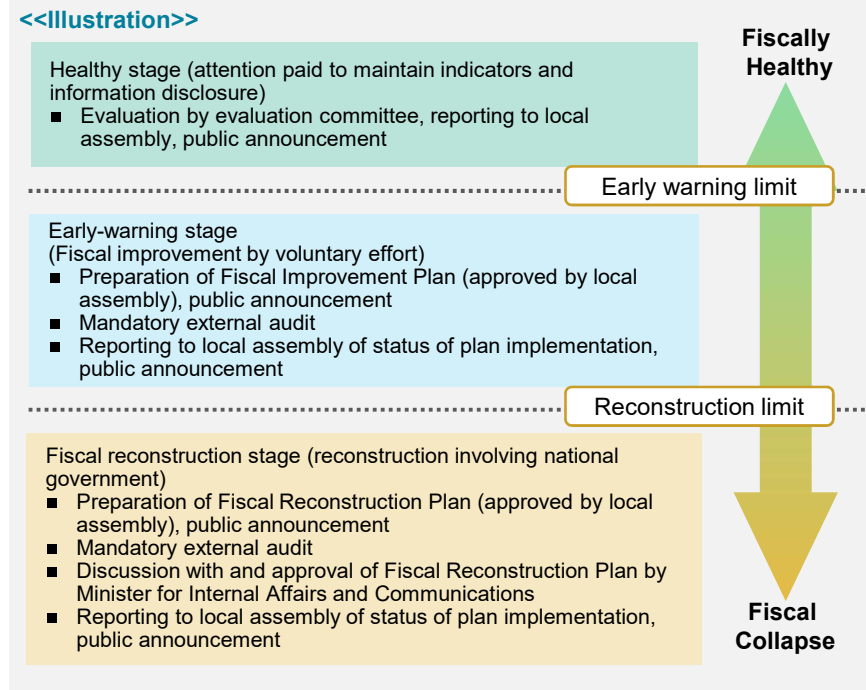 <<Illustration>>
Fiscally
Healthy
Healthy stage (attention paid to maintain indicators and
information disclosure)
■ Evaluation by evaluation committee, reporting to local
assembly, public announcement
Early warning limit
Early-warning stage
(Fiscal improvement by voluntary effort)
■ Preparation of Fiscal Improvement Plan (approved by local
assembly), public announcement
■ Mandatory external audit
■ Reporting to local assembly of status of plan implementation,
public announcement
Reconstruction limit
Fiscal reconstruction stage (reconstruction involving national
government)
■ Preparation of Fiscal Reconstruction Plan (approved by local
assembly), public announcement
■ Mandatory external audit
■ Discussion with and approval of Fiscal Reconstruction Plan by
Minister for Internal Affairs and Communications
■ Reporting to local assembly of status of plan implementation,
public announcement
Fiscal
Collapse